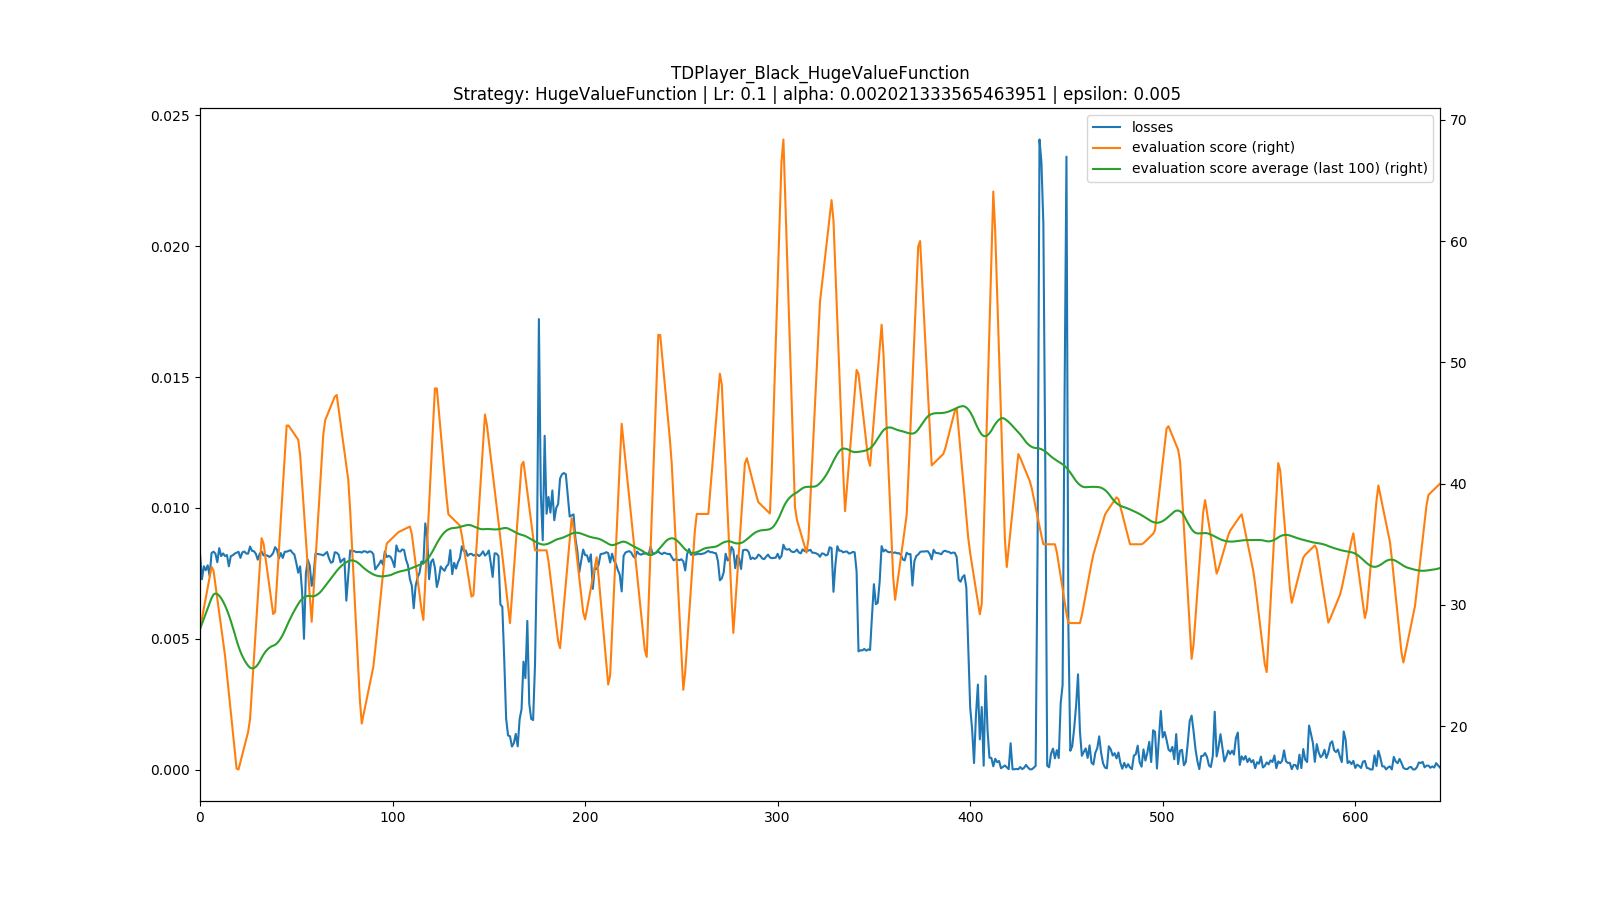 TDPlayer_Black_HugeValueFunction
Strategy: HugeValueFunction | Lr: 0.1 | alpha: 0.002021333565463951 | epsilon: 0.005
losses
evaluation score (right)
evaluation score average (last 100) (right)
0.025
0.020
0.015
0.010
0.005
0.000
70
60
50
40
30
20
0 100 200 300 400 500 600